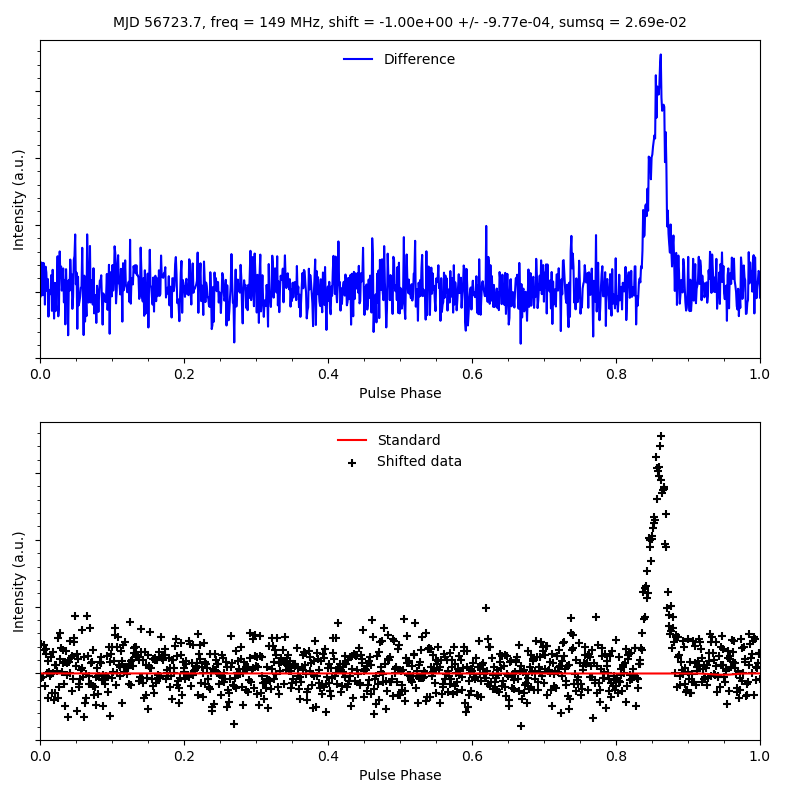 MJD 56723.7, freq = 149 MHz, shift = -1.00e+00 +/- -9.77e-04, sumsq = 2.69e-02
Difference
Intensity (a.u.)
0.0 0.2 0.4 0.6 0.8 1.0
Pulse Phase
Standard
Shifted data
Intensity (a.u.)
0.0 0.2 0.4 0.6 0.8 1.0
Pulse Phase